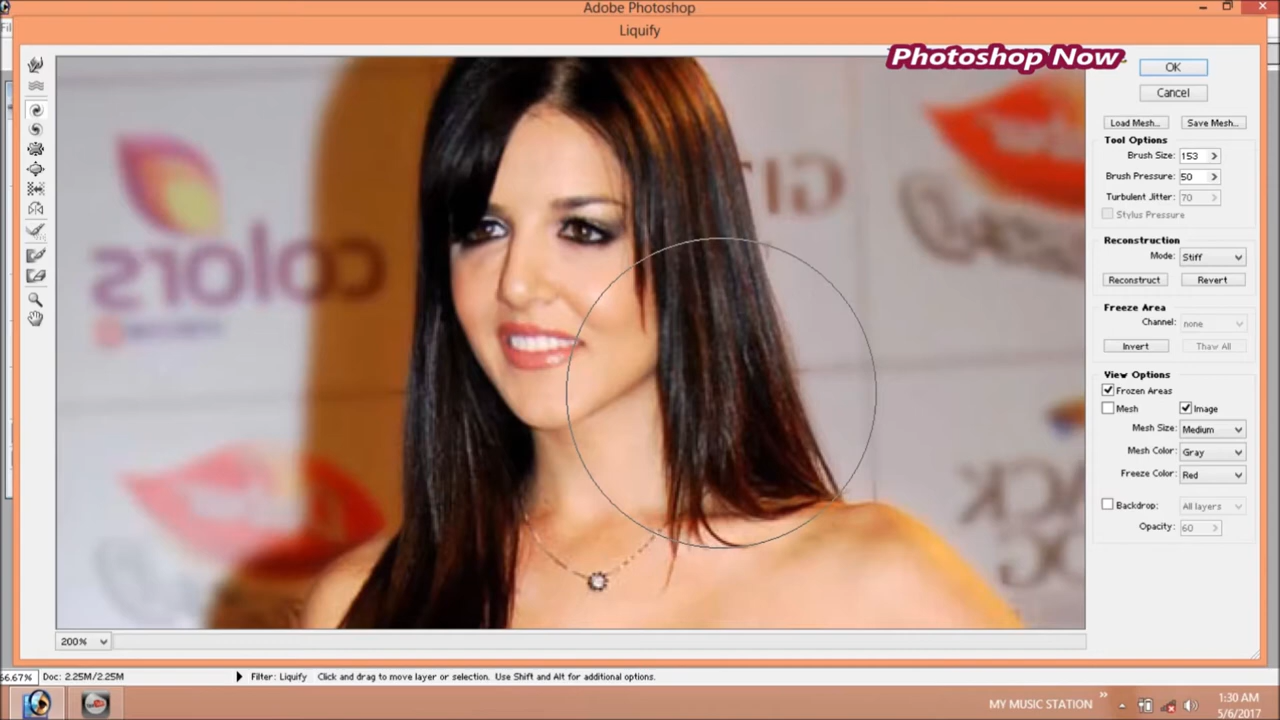 Adobe Photoshop
Liquify
Photoshop Now
OK
Cancel
Load Mesh...
Save Mesh...
Tool Options
Brush Size: 153
Brush Pressure: 50
Turbulent Jitter: 70
Stylus Pressure
Reconstruction
Mode: Stiff
Reconstruct
Revert
Freeze Area
Channel: none
Invert
Thaw All
View Options
Frozen Areas
Mesh
Image
Mesh Size: Medium
Mesh Color: Gray
Freeze Color: Red
Backdrop: All layers
Opacity: 60
colors
200%
66.67%
Doc: 2.25M/2.25M
Filter: Liquify Click and drag to move layer or selection. Use Shift and Alt for additional options.
MY MUSIC STATION
1:30 AM
5/6/2017